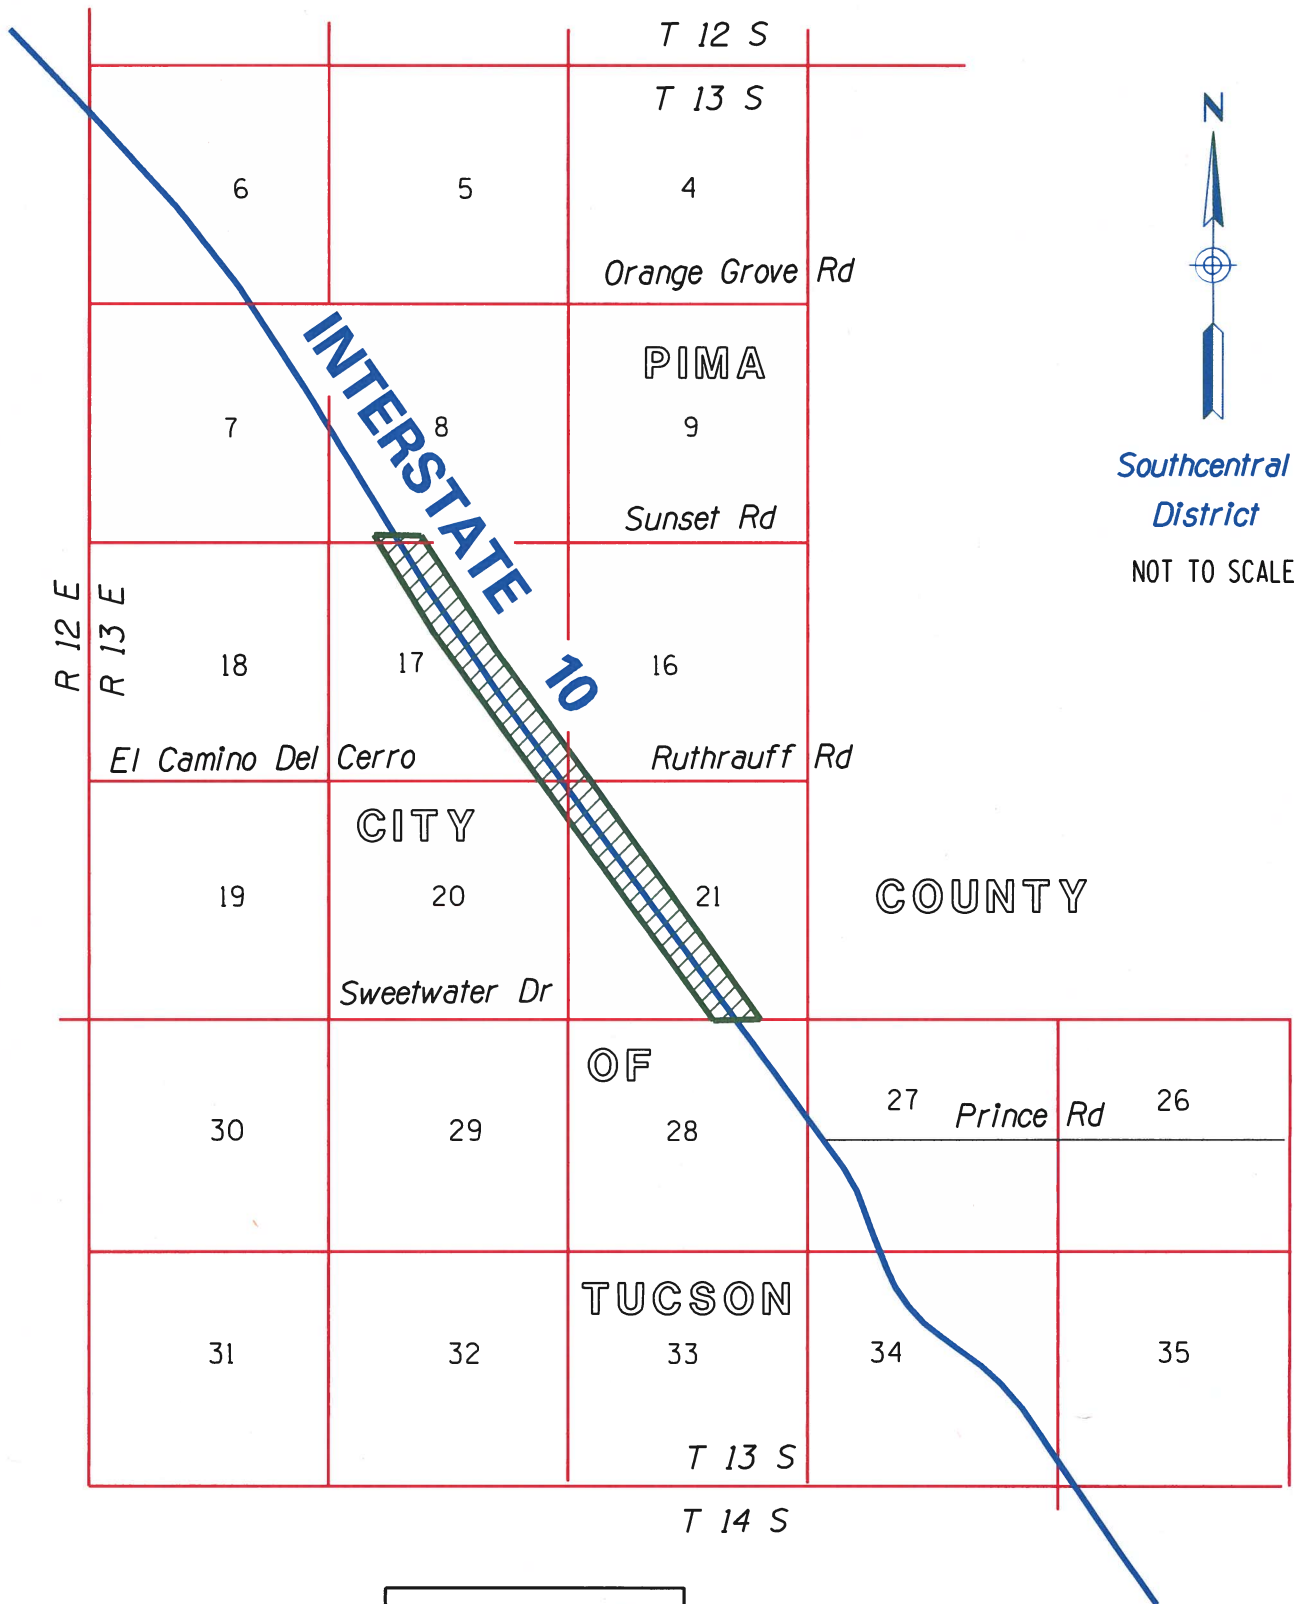 T 12 S
T 13 S
N
6
5
4
Orange Grove Rd
INTERSTATE 10
PIMA
7
8
9
Southcentral
District
Sunset Rd
NOT TO SCALE
R 12 E
R 13 E
18
17
16
El Camino Del Cerro
Ruthrauff Rd
CITY
19
20
21
COUNTY
Sweetwater Dr
OF
27
Prince Rd
26
30
29
28
TUCSON
31
32
33
34
35
T 13 S
T 14 S